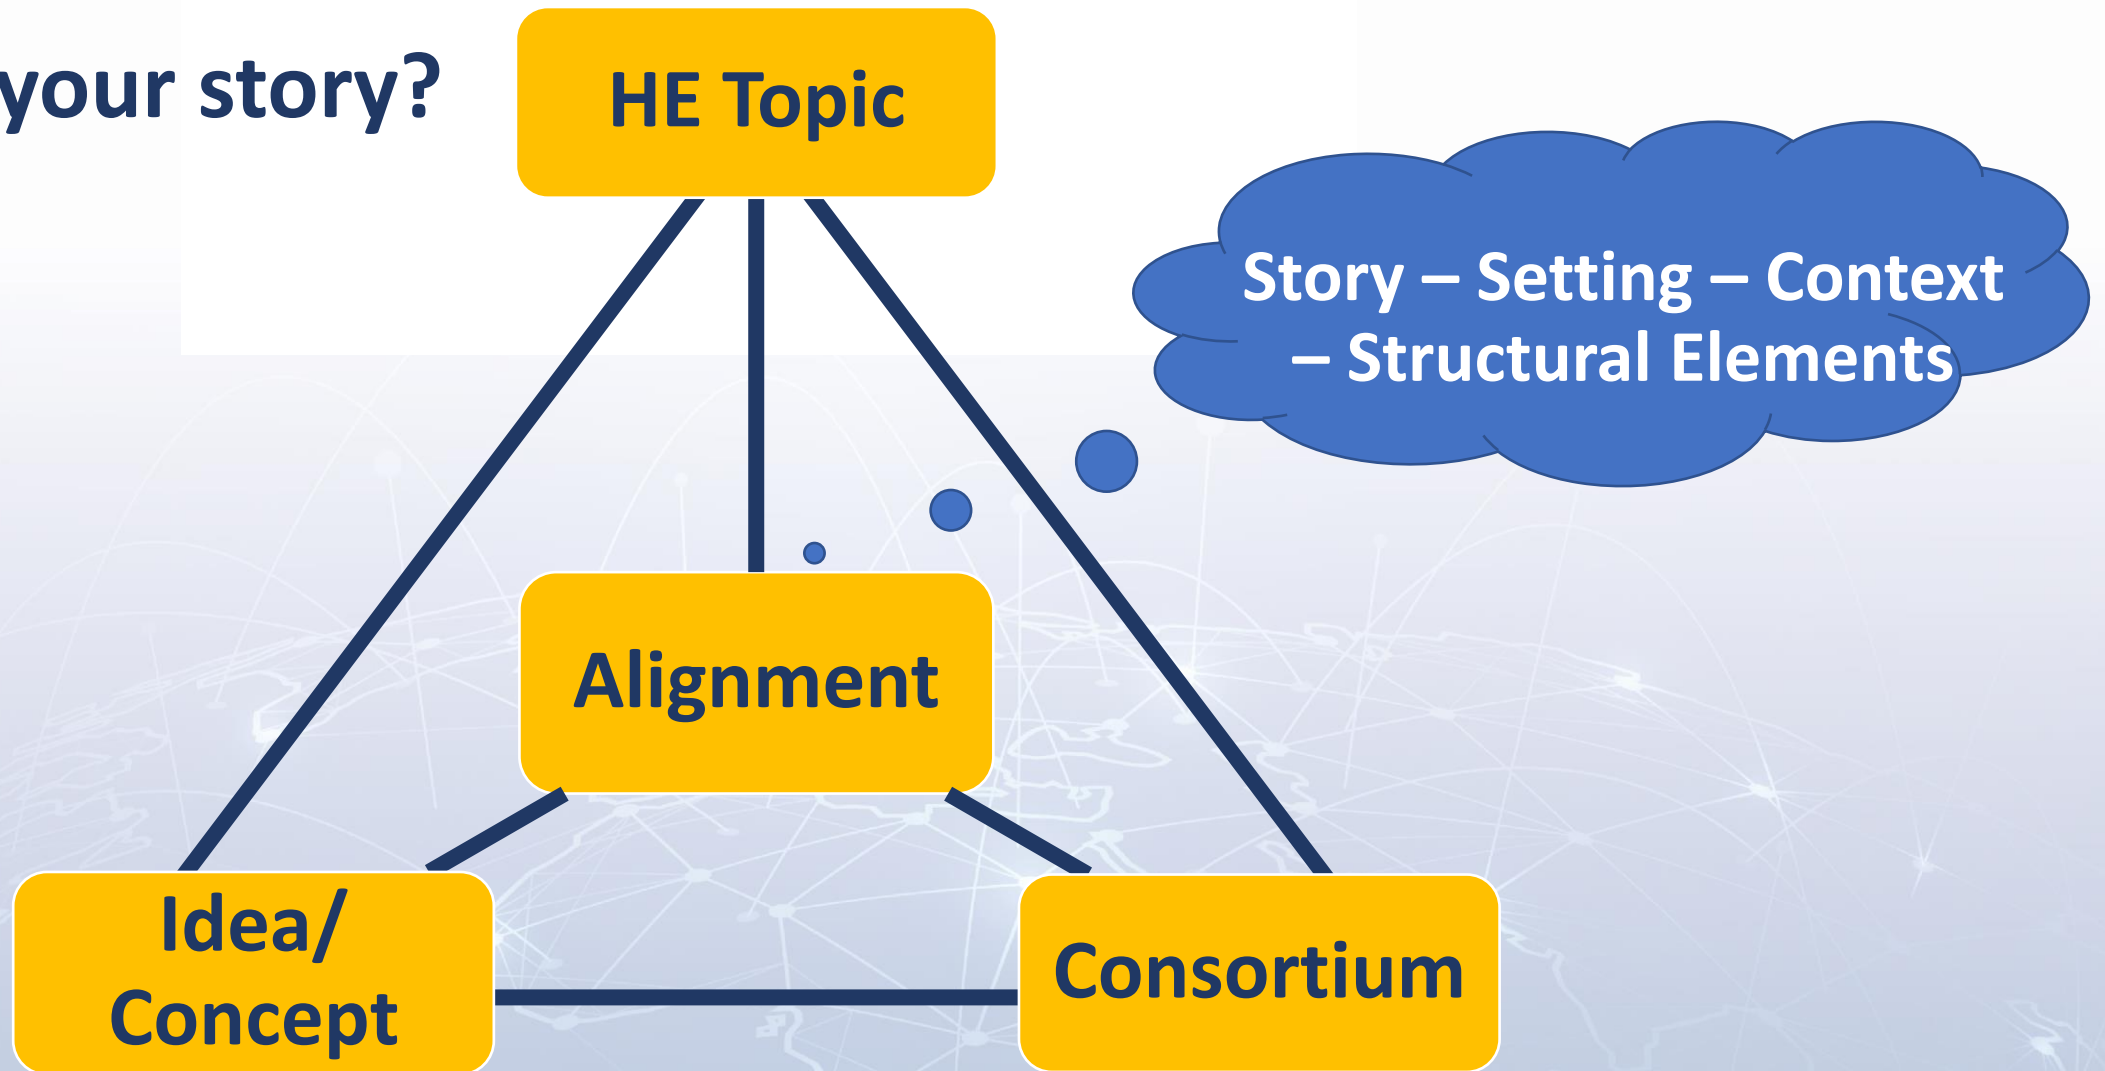 your story?
HE Topic
Story – Setting – Context
– Structural Elements
Alignment
Idea/
Concept
Consortium